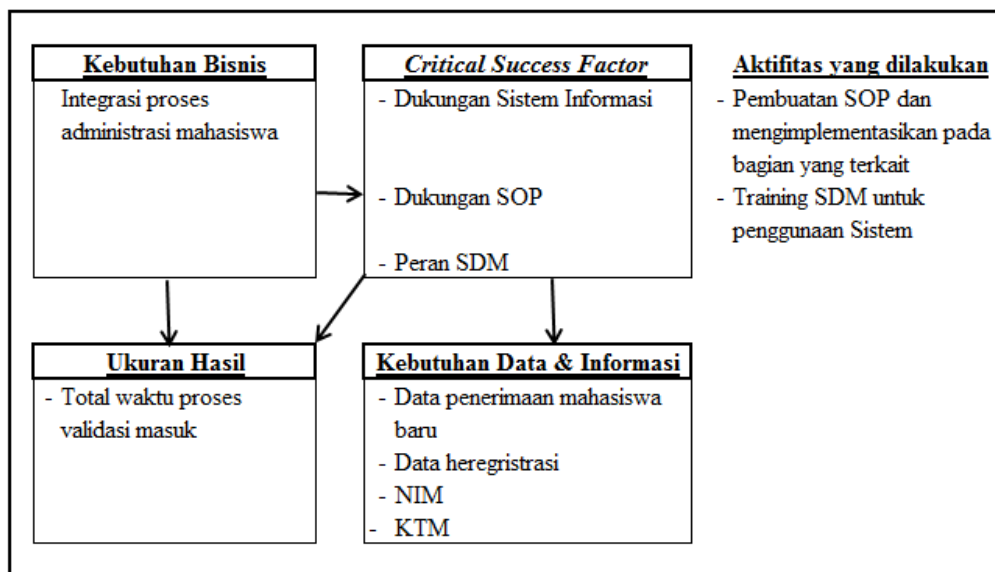 Kebutuhan Bisnis
Integrasi proses
administrasi mahasiswa
Critical Success Factor
- Dukungan Sistem Informasi
- Dukungan SOP
- Peran SDM
Aktifitas yang dilakukan
- Pembuatan SOP dan
mengimplementasikan pada
bagian yang terkait
- Training SDM untuk
penggunaan Sistem
Ukuran Hasil
- Total waktu proses
validasi masuk
Kebutuhan Data & Informasi
- Data penerimaan mahasiswa
baru
- Data heregristrasi
- NIM
- KTM